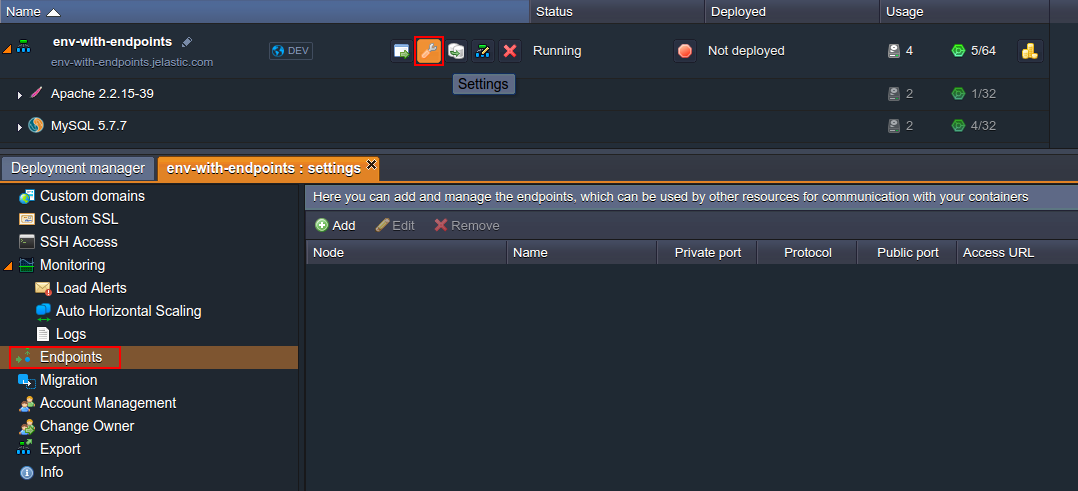 Name Status Deployed Usage
env-with-endpoints DEV Running Not deployed 4 5/64
env-with-endpoints.jelastic.com
Settings
Apache 2.2.15-39 2 1/32
MySQL 5.7.7 2 4/32
Deployment manager env-with-endpoints : settings
Custom domains
Custom SSL
SSH Access
Monitoring
Load Alerts
Auto Horizontal Scaling
Logs
Endpoints
Migration
Account Management
Change Owner
Export
Info
Here you can add and manage the endpoints, which can be used by other resources for communication with your containers
Add Edit Remove
Node Name Private port Protocol Public port Access URL